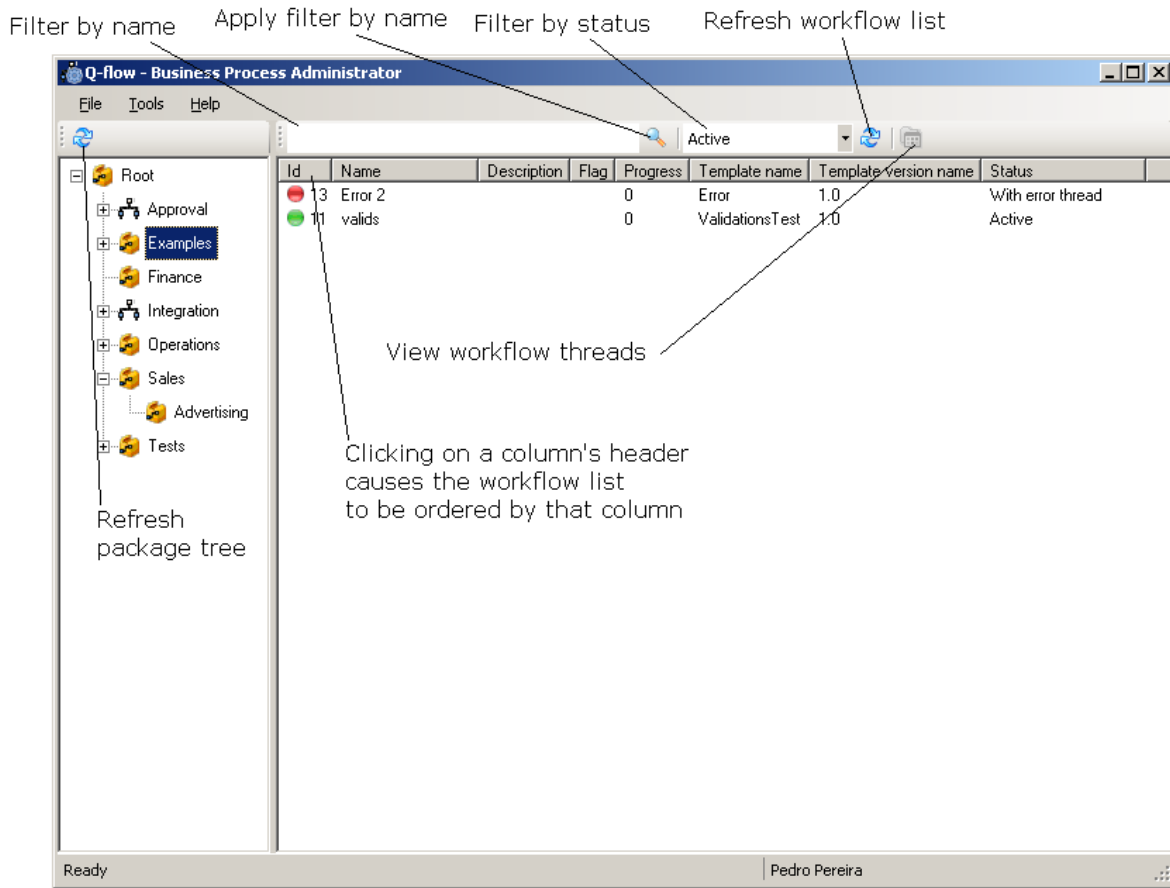 Filter by name
Apply filter by name
Filter by status
Refresh workflow list
Q-flow - Business Process Administrator
File Tools Help
Active
Id Name Description Flag Progress Template name Template version name Status
13 Error 2 0 Error 1.0 With error thread
11 valids 0 ValidationsTest 1.0 Active
Root
Approval
Examples
Finance
Integration
Operations
Sales
Advertising
Tests
View workflow threads
Clicking on a column's header
causes the workflow list
to be ordered by that column
Refresh
package tree
Ready Pedro Pereira